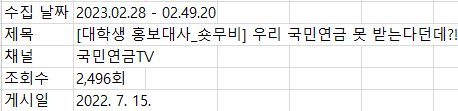 수집 날짜 2023.02.28 - 02.49.20
제목 [대학생 홍보대사_숏무비] 우리 국민연금 못 받는다던데?!
채널 국민연금TV
조회수 2,496회
게시일 2022. 7. 15.